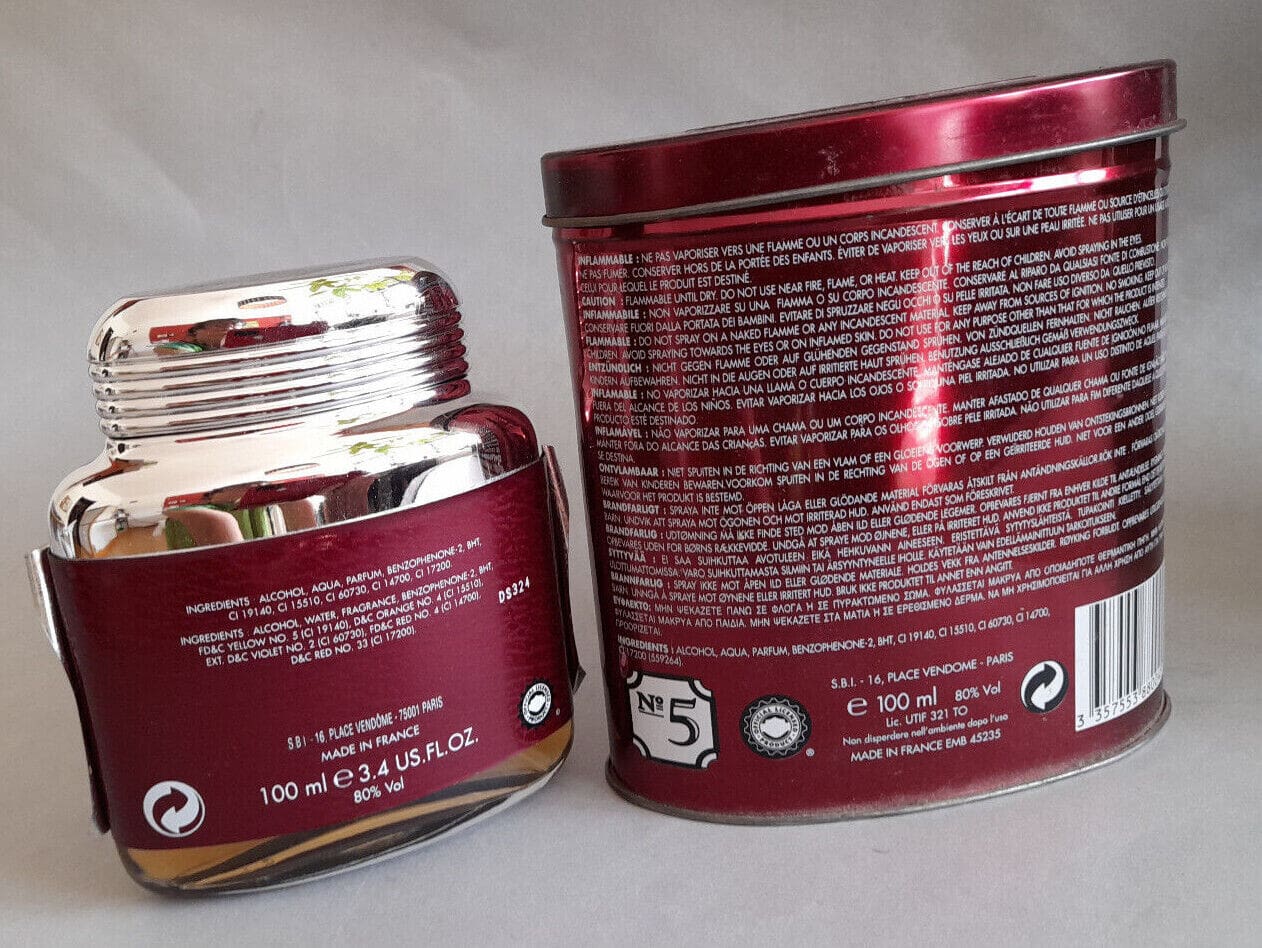 INGREDIENTS : ALCOHOL, AQUA, PARFUM, BENZOPHENONE-2, BHT,
CI 19140, CI 15510, CI 60730, CI 14700, CI 17200
INGREDIENTS : ALCOHOL, WATER, FRAGRANCE, BENZOPHENONE-2, BHT,
FD&C YELLOW NO. 5 (CI 19140), D&C ORANGE NO. 4 (CI 15510),
EXT. D&C VIOLET NO. 2 (CI 60730), FD&C RED NO. 4 (CI 14700),
D&C RED NO. 33 (CI 17200).
DS324
S.B.I - 16, PLACE VENDÔME - 75001 PARIS
MADE IN FRANCE
100 ml e 3.4 US.FL.OZ.
80% Vol
INFLAMMABLE : NE PAS VAPORISER VERS UNE FLAMME OU UN CORPS INCANDESCENT. CONSERVER À L'ÉCART DE TOUTE FLAMME OU SOURCE D'ÉTINCELLES
NE PAS FUMER. CONSERVER HORS DE LA PORTÉE DES ENFANTS. ÉVITER DE VAPORISER VERS LES YEUX OU SUR UNE PEAU IRRITÉE. NE PAS UTILISER POUR UN
CELUI POUR LEQUEL LE PRODUIT EST DESTINÉ.
CAUTION : FLAMMABLE UNTIL DRY. DO NOT USE NEAR FIRE, FLAME, OR HEAT. KEEP OUT OF THE REACH OF CHILDREN. AVOID SPRAYING IN THE EYES.
INFIAMMABILE : NON VAPORIZZARE SU UNA FIAMMA O SU CORPO INCANDESCENTE. CONSERVARE AL RIPARO DA QUALSIASI FONTE DI COMBUSTIONE
CONSERVARE FUORI DALLA PORTATA DEI BAMBINI. EVITARE DI SPRUZZARE NEGLI OCCHI O SU PELLE IRRITATA. NON FARE USO DIVERSO DA QUELLO PREVISTO.
FLAMMABLE : DO NOT SPRAY ON A NAKED FLAME OR ANY INCANDESCENT MATERIAL. KEEP AWAY FROM SOURCES OF IGNITION. NO SMOKING. KEEP OUT
CHILDREN. AVOID SPRAYING TOWARDS THE EYES OR ON INFLAMED SKIN. DO NOT USE FOR ANY PURPOSE OTHER THAN THAT FOR WHICH THE PRODUCT IS
ENTZÜNDLICH : NICHT GEGEN FLAMME ODER AUF GLÜHENDEN GEGENSTAND SPRÜHEN. VON ZÜNDQUELLEN FERNHALTEN. NICHT RAUCHEN.
KINDERN AUFBEWAHREN. NICHT IN DIE AUGEN ODER AUF IRRITIERTE HAUT SPRÜHEN. BENUTZUNG AUSSCHLIEẞLICH GEMÄẞ VERWENDUNGSZWECK.
INFLAMABLE : NO VAPORIZAR HACIA UNA LLAMA O CUERPO INCANDESCENTE. MANTÉNGASE ALEJADO DE CUALQUIER FUENTE DE IGNICIÓN
FUERA DEL ALCANCE DE LOS NIÑOS. EVITAR VAPORIZAR HACIA LOS OJOS O SOBRE UNA PIEL IRRITADA. NO UTILIZAR PARA UN USO DISTINTO DE
PRODUCTO ESTÉ DESTINADO.
INFLAMÁVEL : NÃO VAPORIZAR PARA UMA CHAMA OU UM CORPO INCANDESCENTE. MANTER AFASTADO DE QUALQUER CHAMA OU FONTE DE
MANTER FORA DO ALCANCE DAS CRIANçAS. EVITAR VAPORIZAR PARA OS OLHOS OU SOBRE PELE IRRITADA. NÃO UTILIZAR PARA FIM DIFERENTE DAQUELE
SE DESTINA.
ONTVLAMBAAR : NIET SPUITEN IN DE RICHTING VAN EEN VLAM OF EEN GLOEIEND VOORWERP. VERWIJDERD HOUDEN VAN ONTSTEKINGSBRONNEN. NIET
BEREIK VAN KINDEREN BEWAREN.VOORKOM SPUITEN IN DE RECHTING VAN DE OGEN OF OP EEN GEÏRRITEERDE HUID. NIET VOOR EEN ANDER DOEL
WAARVOOR HET PRODUKT IS BESTEMD.
BRANDFARLIGT : SPRAYA INTE MOT ÖPPEN LÅGA ELLER GLÖDANDE MATERIAL FÖRVARAS ÅTSKILT FRÅN ANTÄNDNINGSKÄLLOR.RÖK INTE .
BARN. UNDVIK ATT SPRAYA MOT ÖGONEN OCH MOT IRRITERAD HUD. ANVÄND ENDAST SOM FÖRESKRIVET.
BRANDFARLIG : UDTØMNING MÅ IKKE FINDE STED MOD ÅBEN ILD ELLER GLØDENDE LEGEMER. OPBEVARES FJERNT FRA ENHVER KILDE TIL ANTÆNDELSE
OPBEVARES UDEN FOR BØRNS RÆKKEVIDDE. UNDGÅ AT SPRAY MOD ØJNENE, ELLER PÅ IRRITERET HUD. ANVEND IKKE PRODUKTET TIL ANDRE FORMÅL END
SYTTYVÄÄ : EI SAA SUIHKUTTAA AVOTULEEN, EIKÄ HEHKUVANN AINEESEEN. ERISTETTÄVÄ SYTYTYSLÄHTEISTÄ. TUPAKOINTI KIELLETTY.
ULOTTUMATTOMISSA. VARO SUIHKUTTAMASTA SILMIIN TAI ÄRSYYNTYNEELLE IHOLLE. KÄYTETÄÄN VAIN EDELÄMAINITTUUN TARKOITUKSEEN.
BRANNFARLIG : SPRAY IKKE MOT ÅPEN ILD ELLER GLØDENDE MATERIALE. HOLDES VEKK FRA ANTENNELSESKILDER. RØYKING FORBUDT.
BARN. UNNGÅ Å SPRAY MOT ØYNENE ELLER IRRITERT HUD. BRUK IKKE PRODUKTET TIL ANNET ENN ANGITT.
ΕΥΦΛΕΚΤΟ: ΜΗΝ ΨΕΚΑΖΕΤΕ ΠΑΝΩ ΣΕ ΦΛΟΓΑ Η ΣΕ ΠΥΡΑΚΤΩΜΕΝΟ ΣΩΜΑ. ΦΥΛΑΣΣΕΤΑΙ ΜΑΚΡΥΑ ΑΠΟ ΟΠΟΙΑΔΗΠΟΤΕ ΘΕΡΜΑΝΤΙΚΗ ΠΗΓΗ.
ΦΥΛΑΣΣΕΤΑΙ ΜΑΚΡΥΑ ΑΠΟ ΠΑΙΔΙΑ. ΜΗΝ ΨΕΚΑΖΕΤΕ ΣΤΑ ΜΑΤΙΑ Η ΣΕ ΕΡΕΘΙΣΜΕΝΟ ΔΕΡΜΑ. ΝΑ ΜΗ ΧΡΗΣΙΜΟΠΟΙΕΙΤΑΙ ΓΙΑ ΑΛΛΗ ΧΡΗΣΗ ΑΠΟ ΑΥΤΗ
ΠΡΟΟΡΙΖΕΤΑΙ.
INGREDIENTS : ALCOHOL, AQUA, PARFUM, BENZOPHENONE-2, BHT, CI 19140, CI 15510, CI 60730, CI 14700,
CI 17200 (559264).
Nº 5
OFFICIAL LICENSED
PRODUCT
®
S.B.I. - 16, PLACE VENDOME - PARIS
e 100 ml 80% Vol
Lic. UTIF 321 TO
Non disperdere nell'ambiente dopo l'uso
MADE IN FRANCE EMB 45235
3 357553